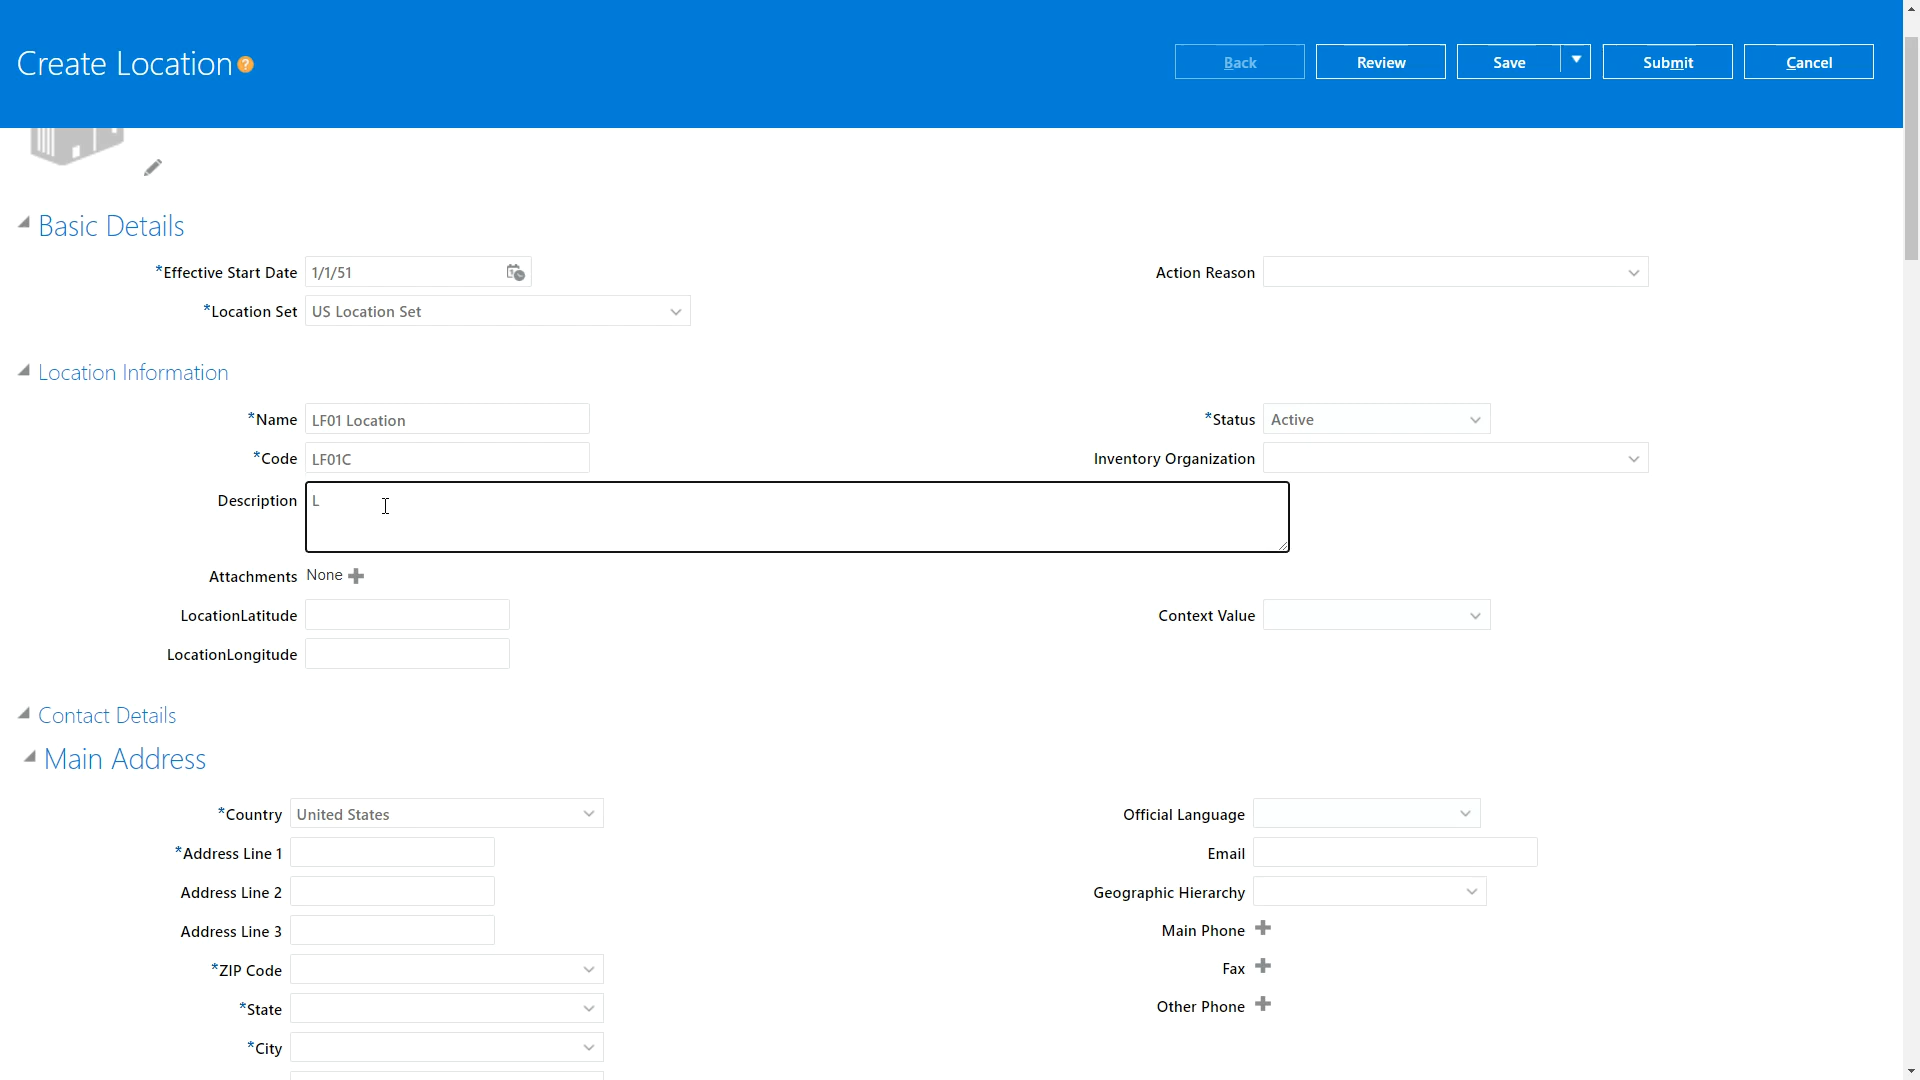 Create Location ?
Back Review Save Submit Cancel
Basic Details
*Effective Start Date 1/1/51 Action Reason
*Location Set US Location Set
Location Information
*Name LF01 Location *Status Active
*Code LF01C Inventory Organization
Description L
Attachments None
LocationLatitude Context Value
LocationLongitude
Contact Details
Main Address
*Country United States Official Language
*Address Line 1 Email
Address Line 2 Geographic Hierarchy
Address Line 3 Main Phone
*ZIP Code Fax
*State Other Phone
*City